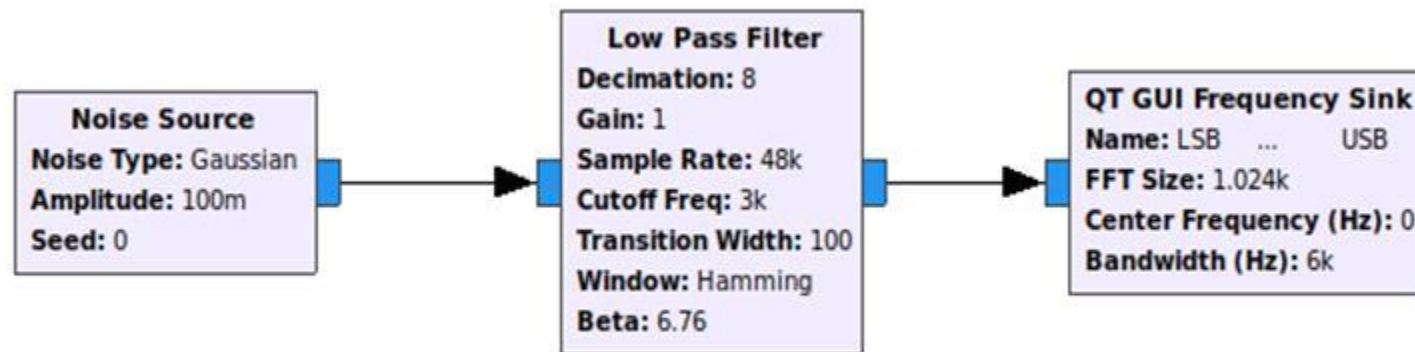 Noise Source
Noise Type: Gaussian
Amplitude: 100m
Seed: 0
Low Pass Filter
Decimation: 8
Gain: 1
Sample Rate: 48k
Cutoff Freq: 3k
Transition Width: 100
Window: Hamming
Beta: 6.76
QT GUI Frequency Sink
Name: LSB ... USB
FFT Size: 1.024k
Center Frequency (Hz): 0
Bandwidth (Hz): 6k